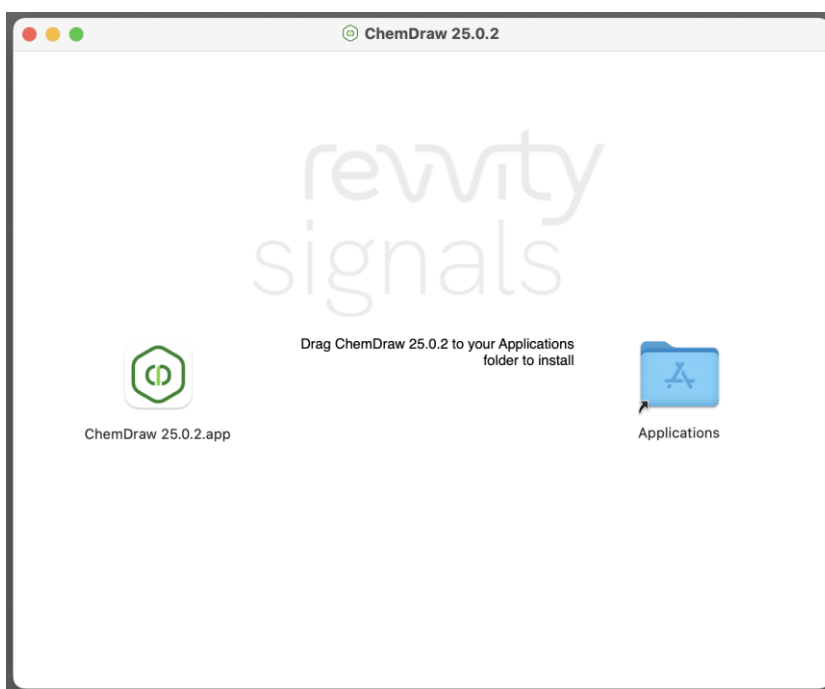 ChemDraw 25.0.2
revvity
signals
Drag ChemDraw 25.0.2 to your Applications
folder to install
ChemDraw 25.0.2.app
Applications